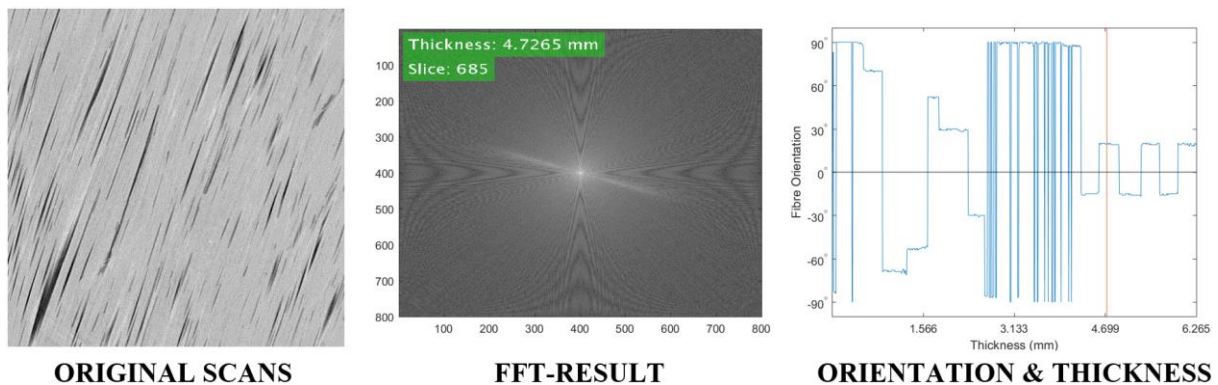 Thickness: 4.7265 mm
Slice: 685
100
200
300
400
500
600
700
800
100 200 300 400 500 600 700 800
90°
60°
30°
0°
-30°
-60°
-90°
Fibre Orientation
1.566 3.133 4.699 6.265
Thickness (mm)
ORIGINAL SCANS FFT-RESULT ORIENTATION & THICKNESS